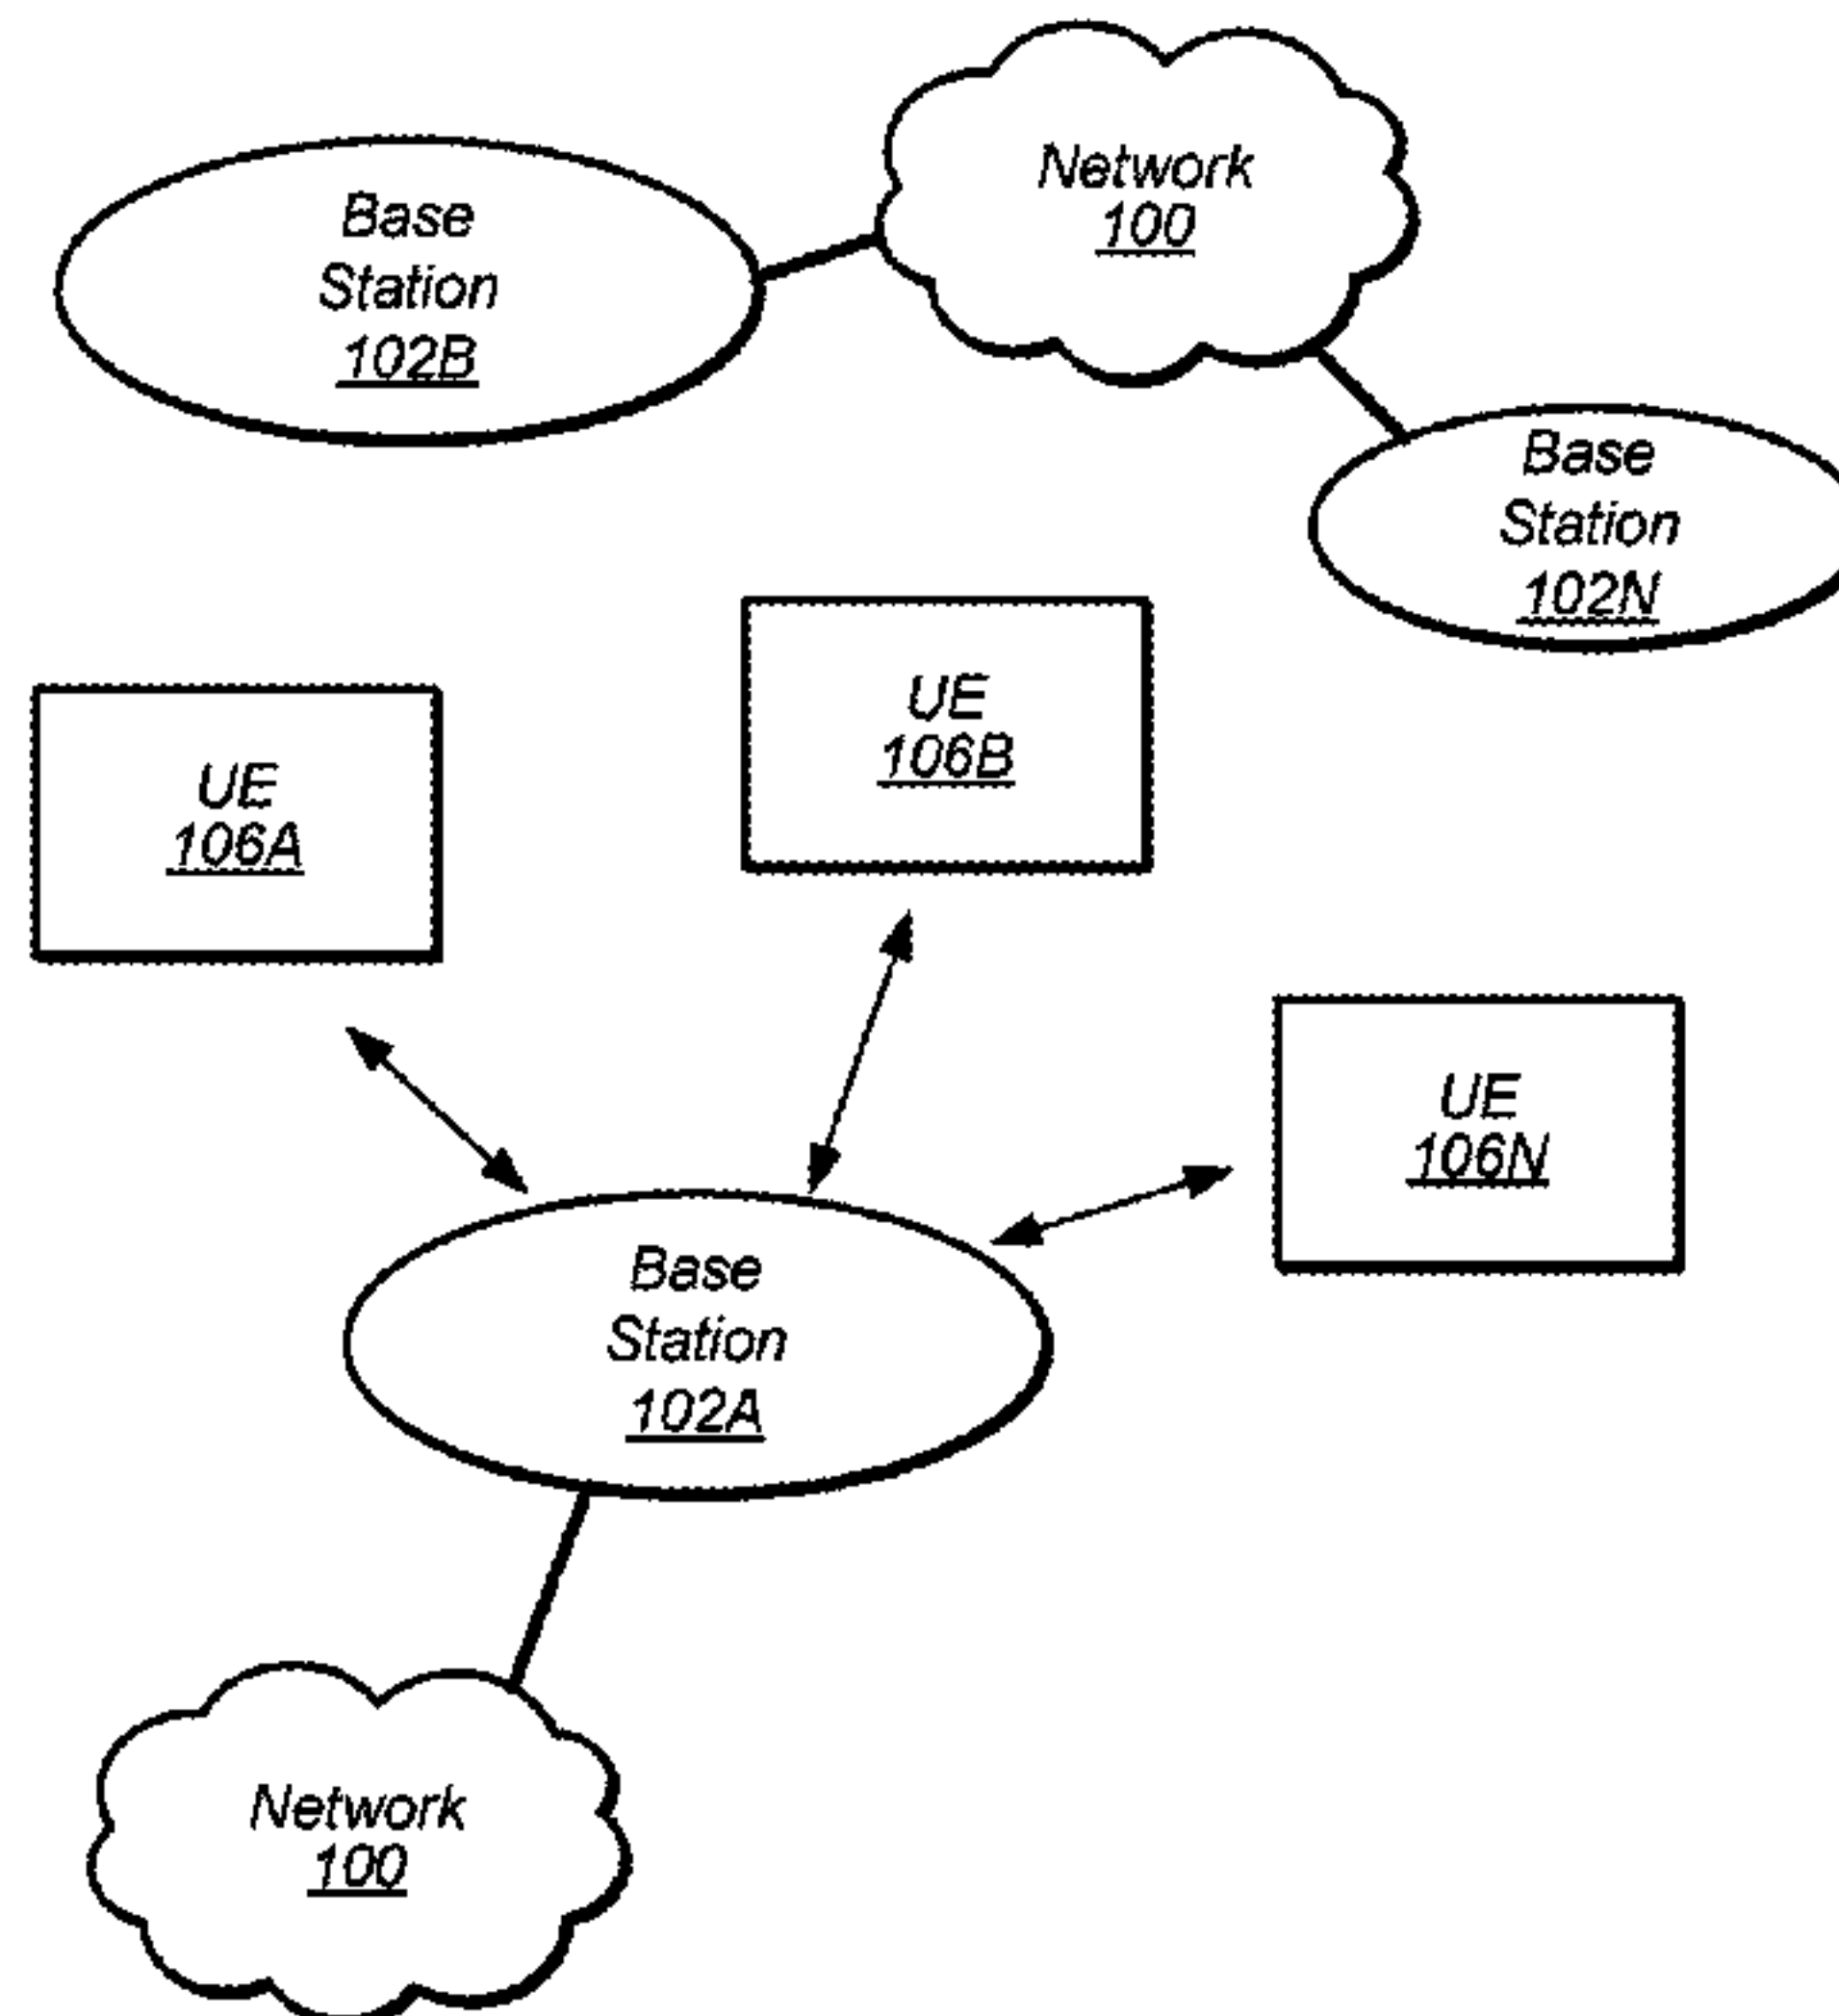 Network
100
Base
Station
102B
Base
Station
102N
UE
106B
UE
106A
UE
106N
Base
Station
102A
Network
100